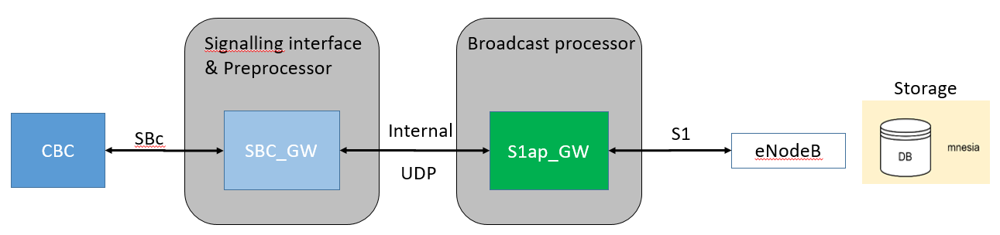 Signalling interface
& Preprocessor
Broadcast processor
Storage
CBC
SBc
SBC_GW
Internal
UDP
S1ap_GW
S1
eNodeB
DB
mnesia